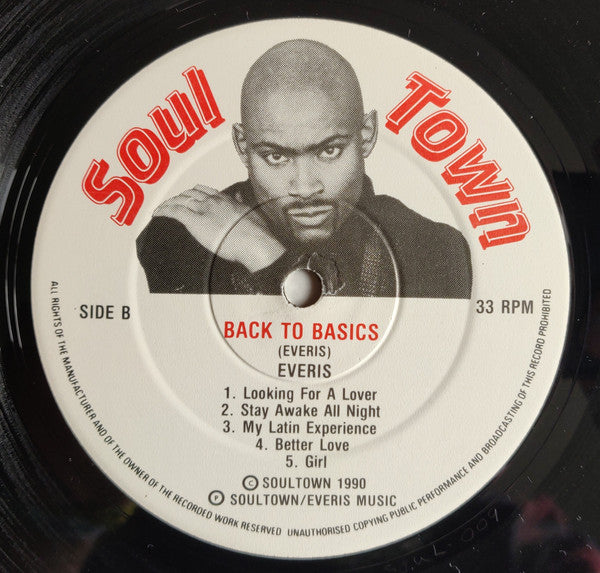 Soul Town
SIDE B
33 RPM
BACK TO BASICS
(EVERIS)
EVERIS
1. Looking For A Lover
2. Stay Awake All Night
3. My Latin Experience
4. Better Love
5. Girl
© SOULTOWN 1990
℗ SOULTOWN/EVERIS MUSIC
ALL RIGHTS OF THE MANUFACTURER AND OF THE OWNER OF THE RECORDED WORK RESERVED UNAUTHORISED COPYING PUBLIC PERFORMANCE AND BROADCASTING OF THIS RECORD PROHIBITED